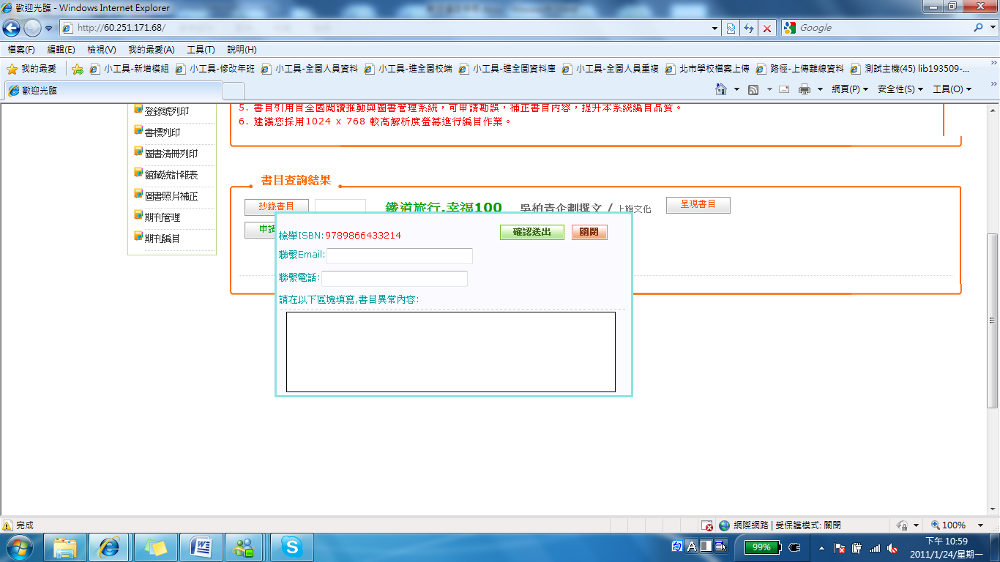 歡迎光臨 - Windows Internet Explorer
http://60.251.171.68/
Google
檔案(F) 編輯(E) 檢視(V) 我的最愛(A) 工具(T) 說明(H)
我的最愛 小工具-新增模組 小工具-修改年班 小工具-全圖人員資料 小工具-進全圖校端 小工具-進全圖資料庫 小工具-全圖人員重複 北市學校檔案上傳 路徑-上傳離線資料 測試主機(45) lib193509-...
歡迎光臨
網頁(P) 安全性(S) 工具(O)
登錄號列印
書標列印
圖書清冊列印
館藏統計報表
圖書照片補正
期刊管理
期刊編目
5. 書目引用自全國閱讀推動與圖書管理系統，可申請勘誤，補正書目內容，提升本系統編目品質。
6. 建議您採用1024 x 768 較高解析度螢幕進行編目作業。
書目查詢結果
抄錄書目 鐵道旅行,幸福100 吳柏青企劃撰文 / 上旗文化 呈現書目
申請
檢舉ISBN:9789866433214 確認送出 關閉
聯繫Email:
聯繫電話:
請在以下區塊填寫,書目異常內容:
完成
網際網路 | 受保護模式: 關閉
100%
A
99%
下午 10:59
2011/1/24/星期一